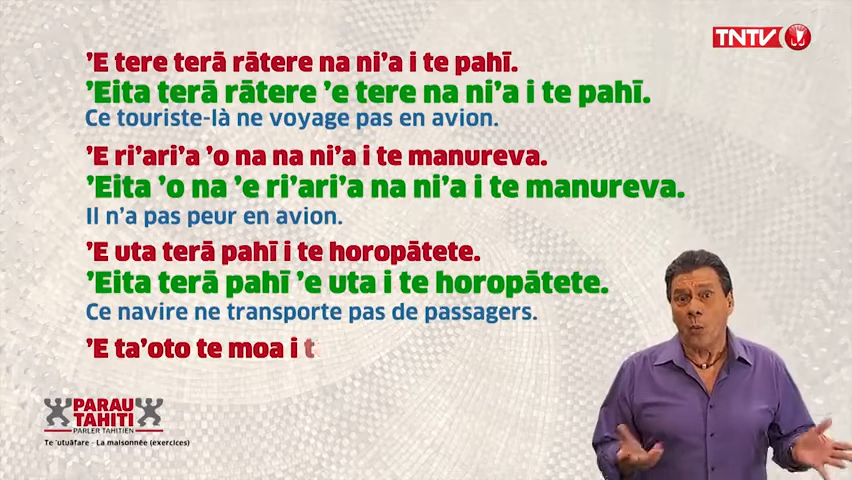 TNTV
'E tere terā rātere na ni'a i te pahī.
'Eita terā rātere 'e tere na ni'a i te pahī.
Ce touriste-là ne voyage pas en avion.
'E ri'ari'a 'o na na ni'a i te manureva.
'Eita 'o na 'e ri'ari'a na ni'a i te manureva.
Il n'a pas peur en avion.
'E uta terā pahī i te horopātete.
'Eita terā pahī 'e uta i te horopātete.
Ce navire ne transporte pas de passagers.
'E ta'oto te moa i t
PARAU
TAHITI
PARLER TAHITIEN
Te 'utuāfare - La maisonnée (exercices)